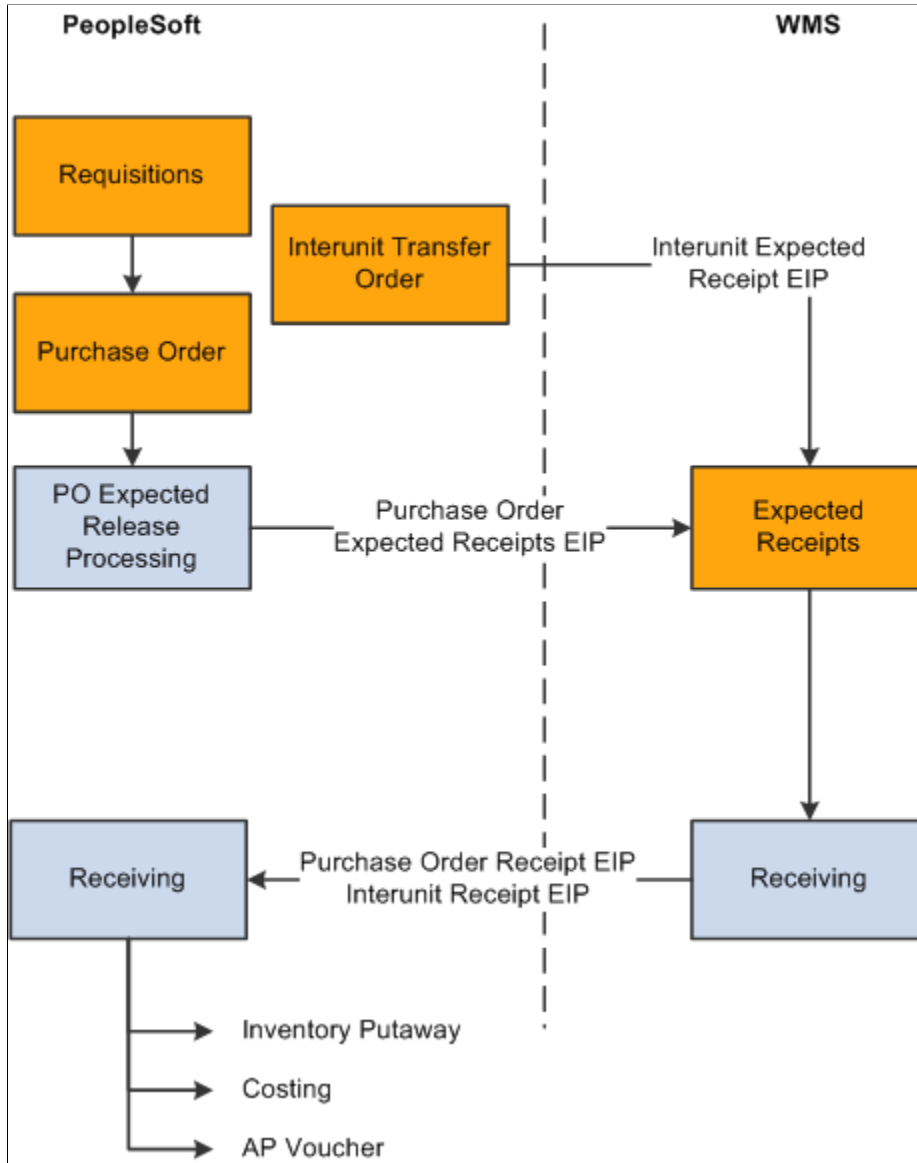 PeopleSoft
WMS
Requisitions
Interunit Transfer
Order
Interunit Expected
Receipt EIP
Purchase Order
PO Expected
Release
Processing
Purchase Order
Expected Receipts EIP
Expected
Receipts
Receiving
Purchase Order Receipt EIP
Interunit Receipt EIP
Receiving
Inventory Putaway
Costing
AP Voucher